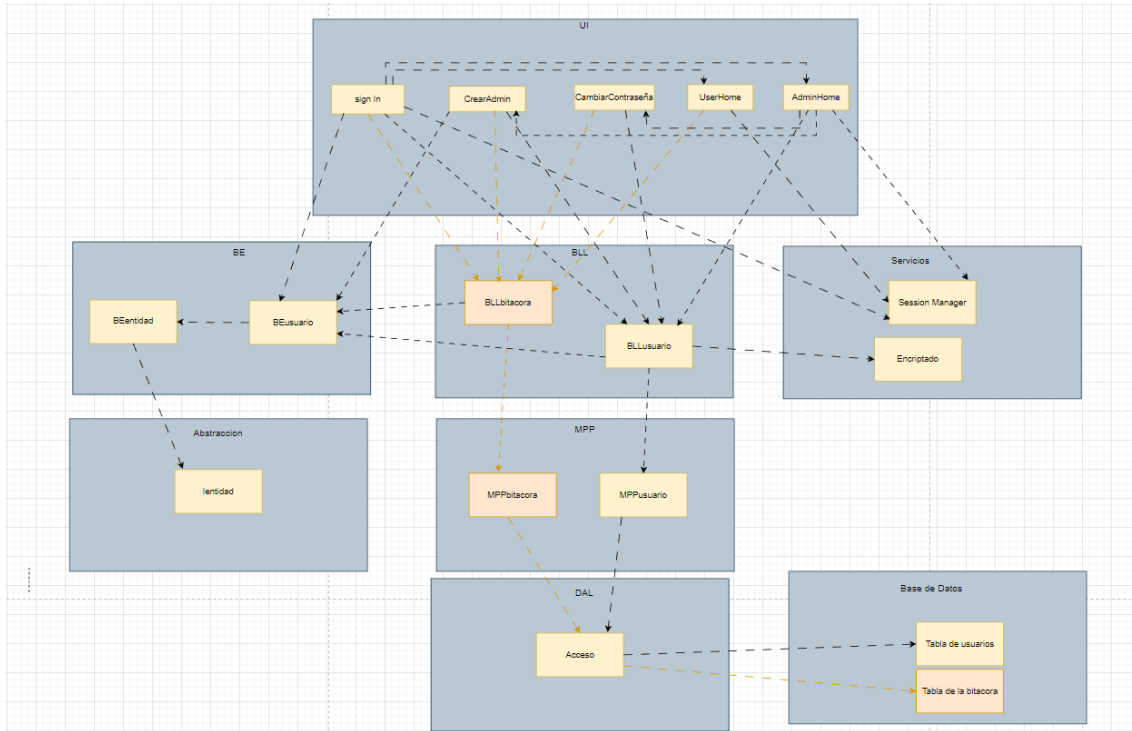 UI
sign In
CrearAdmin
CambiarContraseña
UserHome
AdminHome
BE
BEentidad
BEusuario
BLL
BLLbitacora
BLLusuario
Servicios
Session Manager
Encriptado
Abstraccion
Ientidad
MPP
MPPbitacora
MPPusuario
DAL
Acceso
Base de Datos
Tabla de usuarios
Tabla de la bitacora